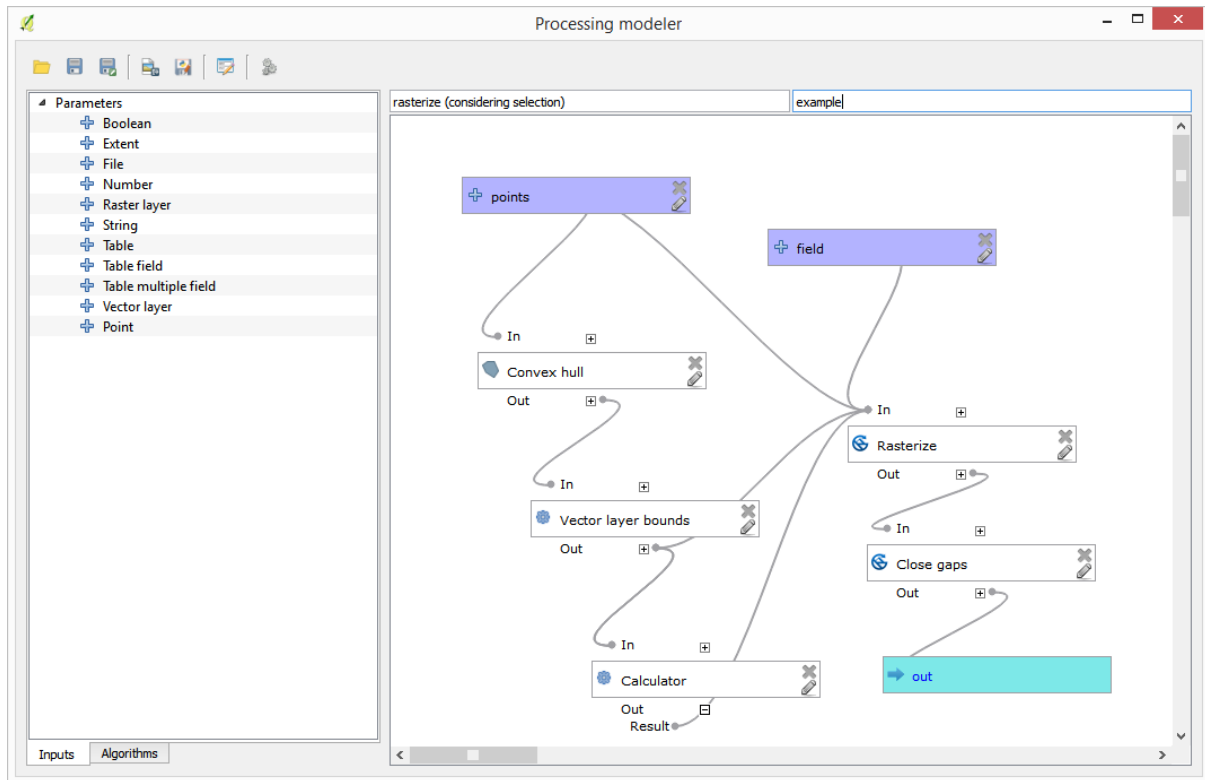 Processing modeler
Parameters
Boolean
Extent
File
Number
Raster layer
String
Table
Table field
Table multiple field
Vector layer
Point
Inputs
Algorithms
rasterize (considering selection)
example
points
field
In
Convex hull
Out
In
Rasterize
Out
In
Vector layer bounds
Out
In
Close gaps
Out
In
Calculator
Out
Result
out